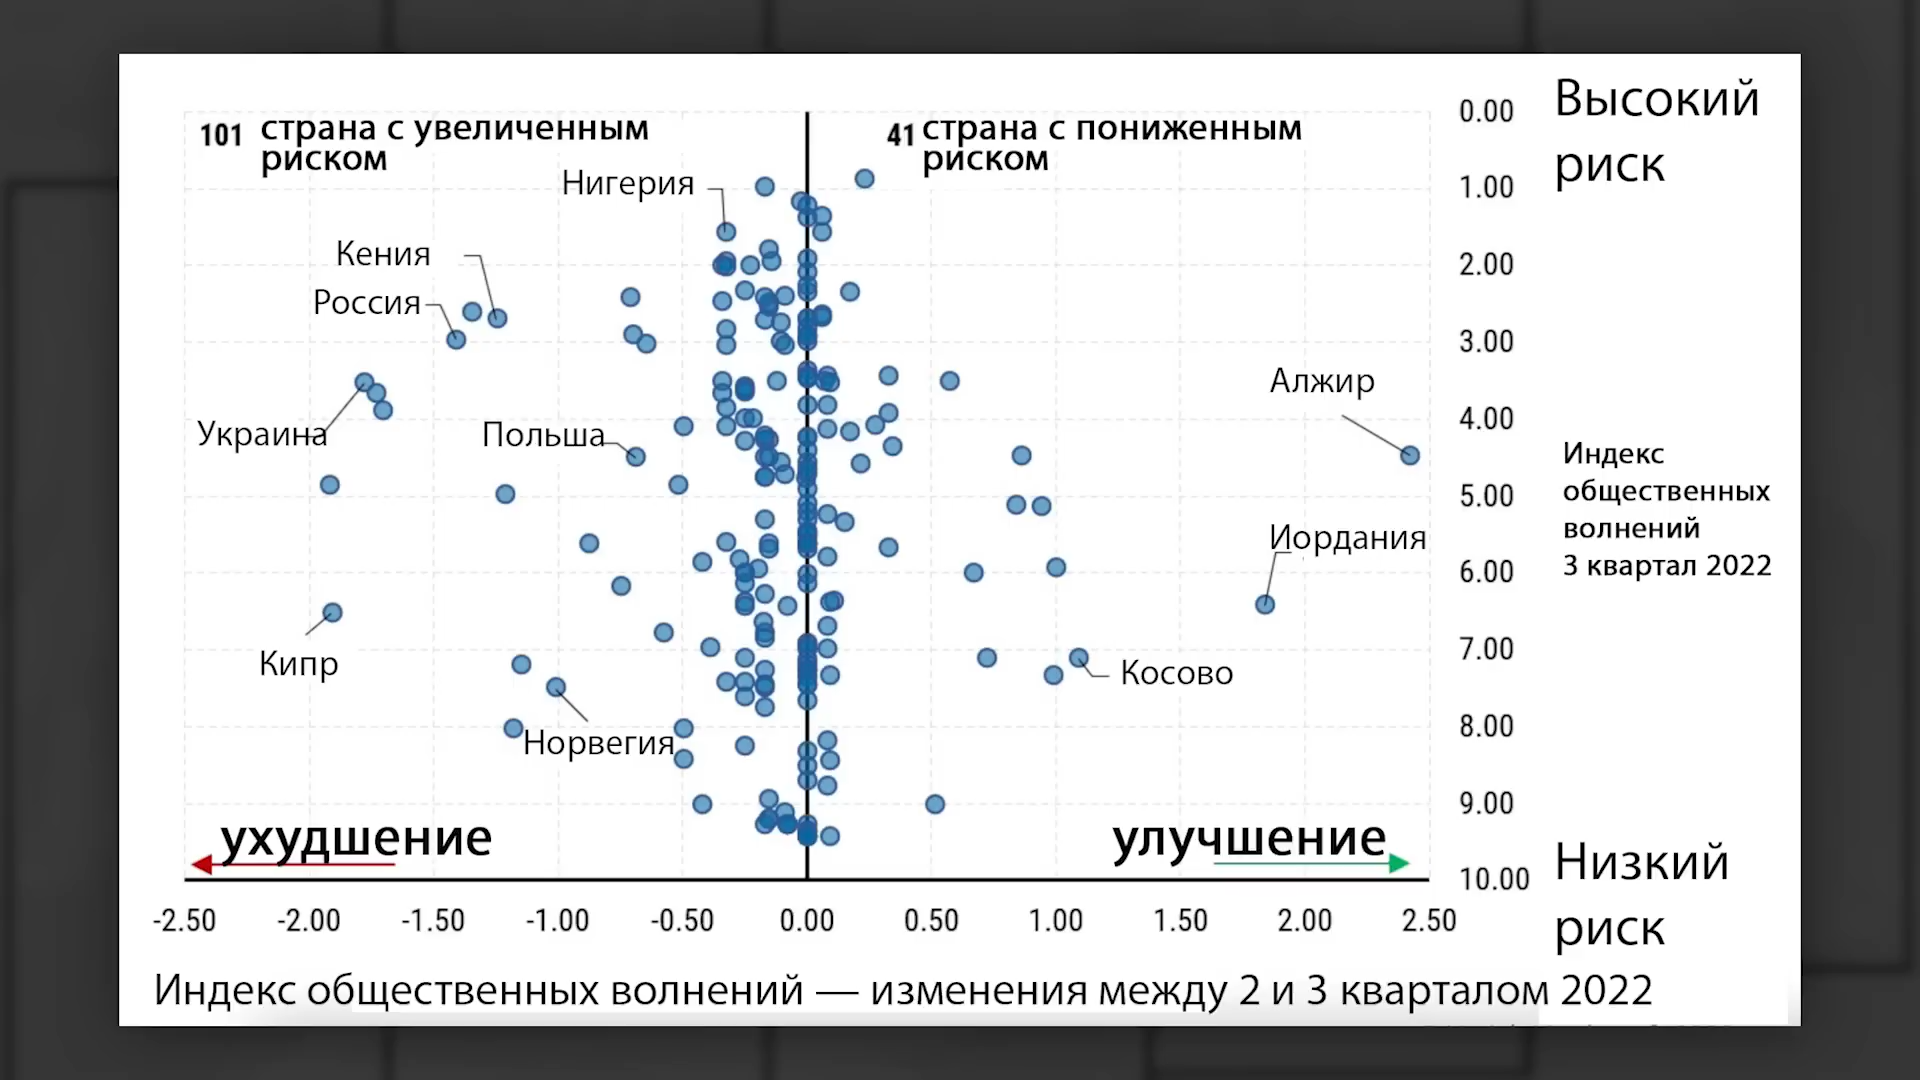 101 страна с увеличенным
риском
41 страна с пониженным
риском
Высокий
риск
Нигерия
Кения
Россия
Украина
Польша
Кипр
Норвегия
Алжир
Иордания
Косово
0.00
1.00
2.00
3.00
4.00
5.00
6.00
7.00
8.00
9.00
10.00
Индекс
общественных
волнений
3 квартал 2022
ухудшение
улучшение
Низкий
риск
-2.50 -2.00 -1.50 -1.00 -0.50 0.00 0.50 1.00 1.50 2.00 2.50
Индекс общественных волнений — изменения между 2 и 3 кварталом 2022